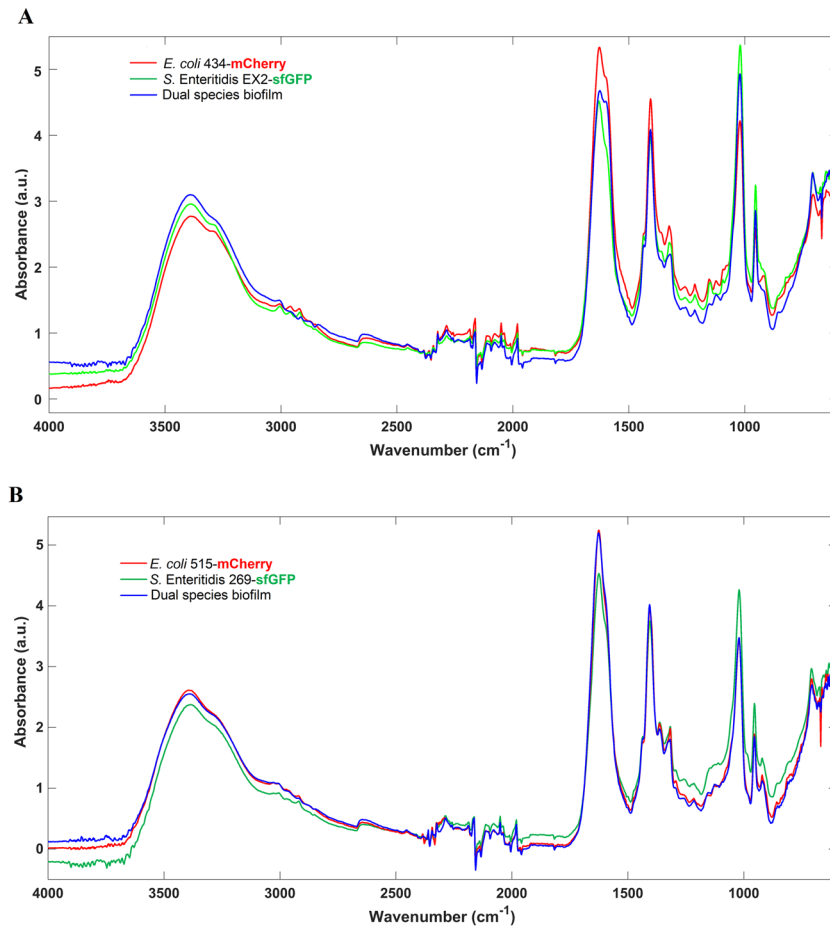 A
5
4
3
2
1
0
Absorbance (a.u.)
E. coli 434-mCherry
S. Enteritidis EX2-sfGFP
Dual species biofilm
4000 3500 3000 2500 2000 1500 1000
Wavenumber (cm-1)
B
5
4
3
2
1
0
Absorbance (a.u.)
E. coli 515-mCherry
S. Enteritidis 269-sfGFP
Dual species biofilm
4000 3500 3000 2500 2000 1500 1000
Wavenumber (cm-1)